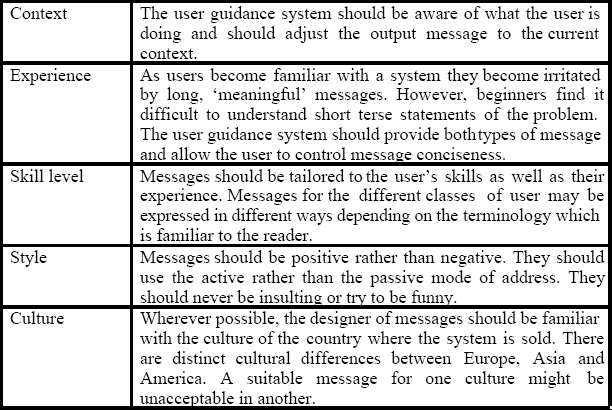 Context The user guidance system should be aware of what the user is
doing and should adjust the output message to the current
context.
Experience As users become familiar with a system they become irritated
by long, ‘meaningful’ messages. However, beginners find it
difficult to understand short terse statements of the problem.
The user guidance system should provide bothtypes of message
and allow the user to control message conciseness.
Skill level Messages should be tailored to the user’s skills as well as their
experience. Messages for the different classes of user may be
expressed in different ways depending on the terminology which
is familiar to the reader.
Style Messages should be positive rather than negative. They should
use the active rather than the passive mode of address. They
should never be insulting or try to be funny.
Culture Wherever possible, the designer of messages should be familiar
with the culture of the country where the system is sold. There
are distinct cultural differences between Europe, Asia and
America. A suitable message for one culture might be
unacceptable in another.